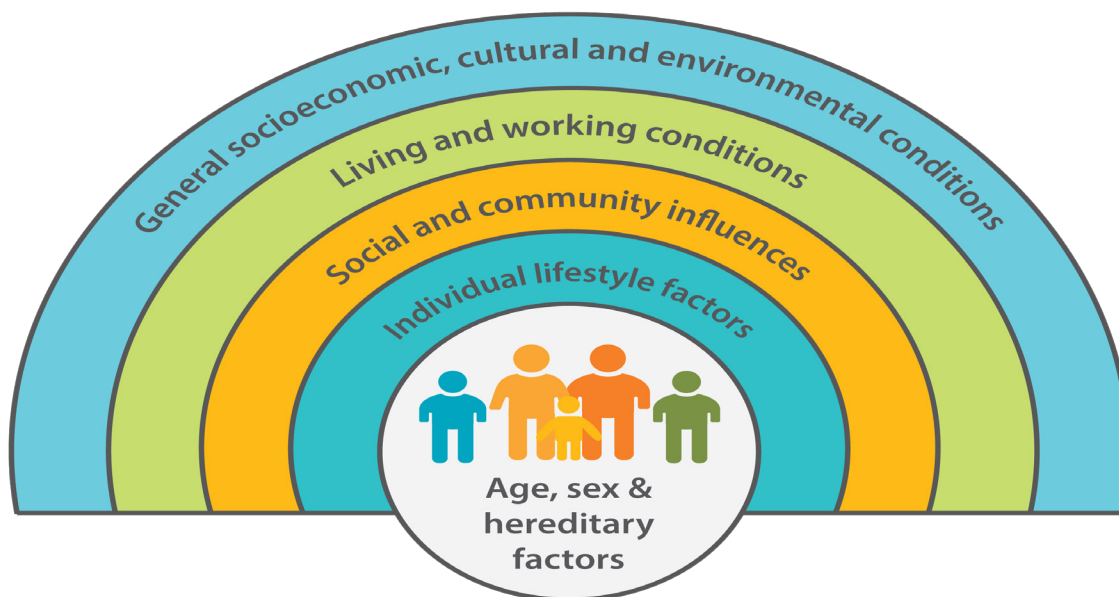 General socioeconomic, cultural and environmental conditions
Living and working conditions
Social and community influences
Individual lifestyle factors
Age, sex &
hereditary
factors